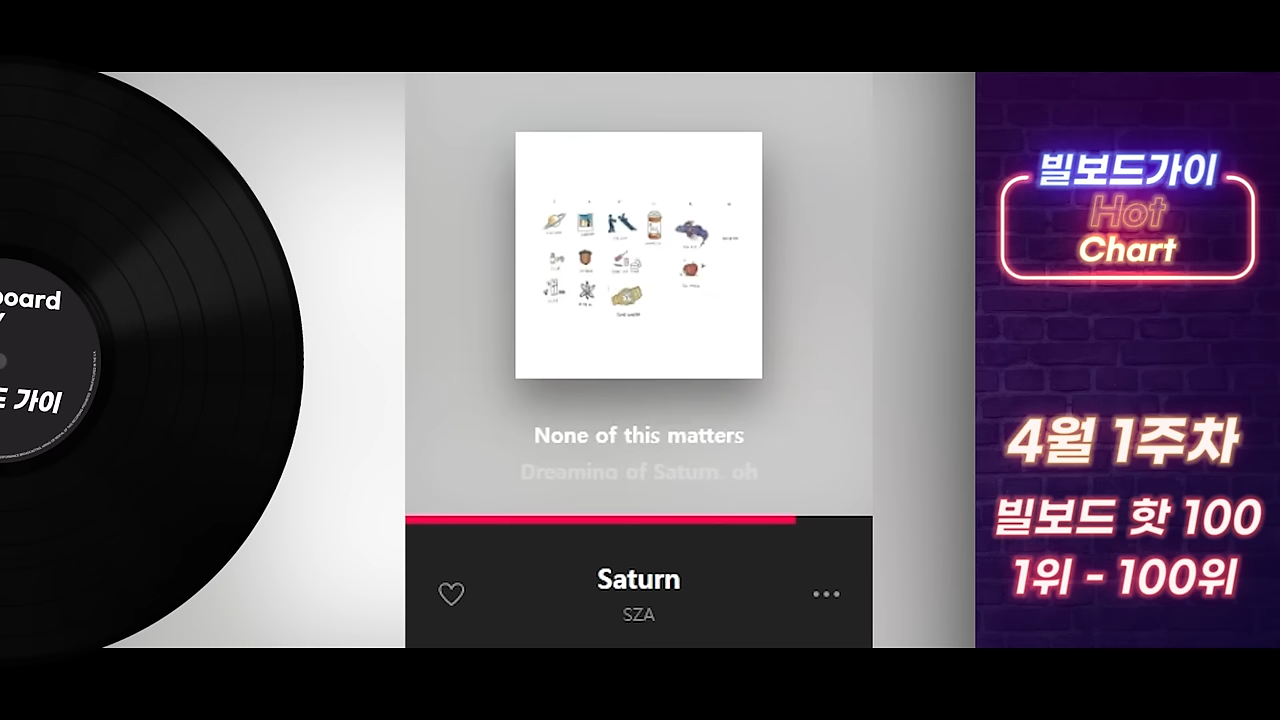 board
가이
None of this matters
Dreaming of Saturn, oh
Saturn
SZA
빌보드가이
Hot
Chart
4월 1주차
빌보드 핫 100
1위 - 100위